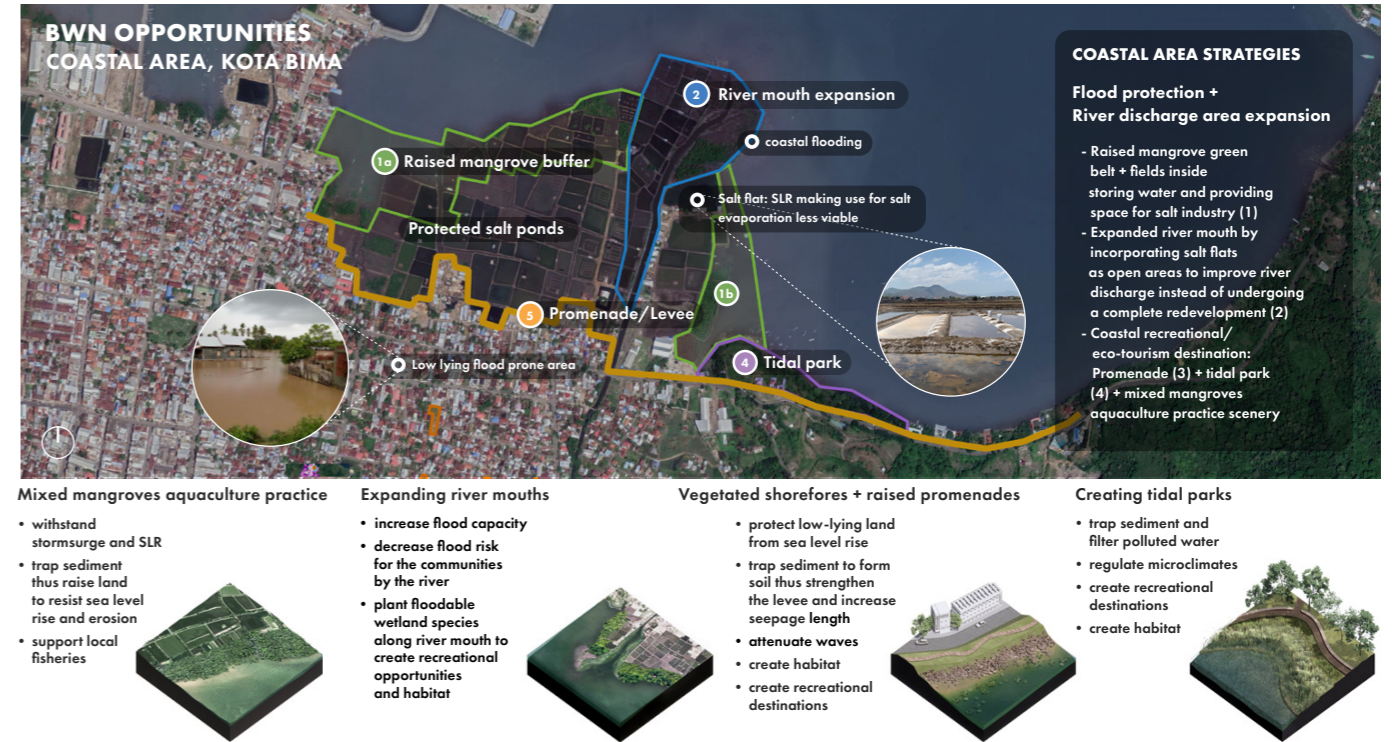 BWN OPPORTUNITIES
COASTAL AREA, KOTA BIMA
2 River mouth expansion
coastal flooding
1a Raised mangrove buffer
Salt flat: SLR making use for salt
evaporation less viable
Protected salt ponds
1b
5 Promenade/Levee
4 Tidal park
Low lying flood prone area
COASTAL AREA STRATEGIES
Flood protection +
River discharge area expansion
- Raised mangrove green
belt + fields inside
storing water and providing
space for salt industry (1)
- Expanded river mouth by
incorporating salt flats
as open areas to improve river
discharge instead of undergoing
a complete redevelopment (2)
- Coastal recreational/
eco-tourism destination:
Promenade (3) + tidal park
(4) + mixed mangroves
aquaculture practice scenery
Mixed mangroves aquaculture practice
• withstand
stormsurge and SLR
• trap sediment
thus raise land
to resist sea level
rise and erosion
• support local
fisheries
Expanding river mouths
• increase flood capacity
• decrease flood risk
for the communities
by the river
• plant floodable
wetland species
along river mouth to
create recreational
opportunities
and habitat
Vegetated shorefores + raised promenades
• protect low-lying land
from sea level rise
• trap sediment to form
soil thus strengthen
the levee and increase
seepage length
• attenuate waves
• create habitat
• create recreational
destinations
Creating tidal parks
• trap sediment and
filter polluted water
• regulate microclimates
• create recreational
destinations
• create habitat